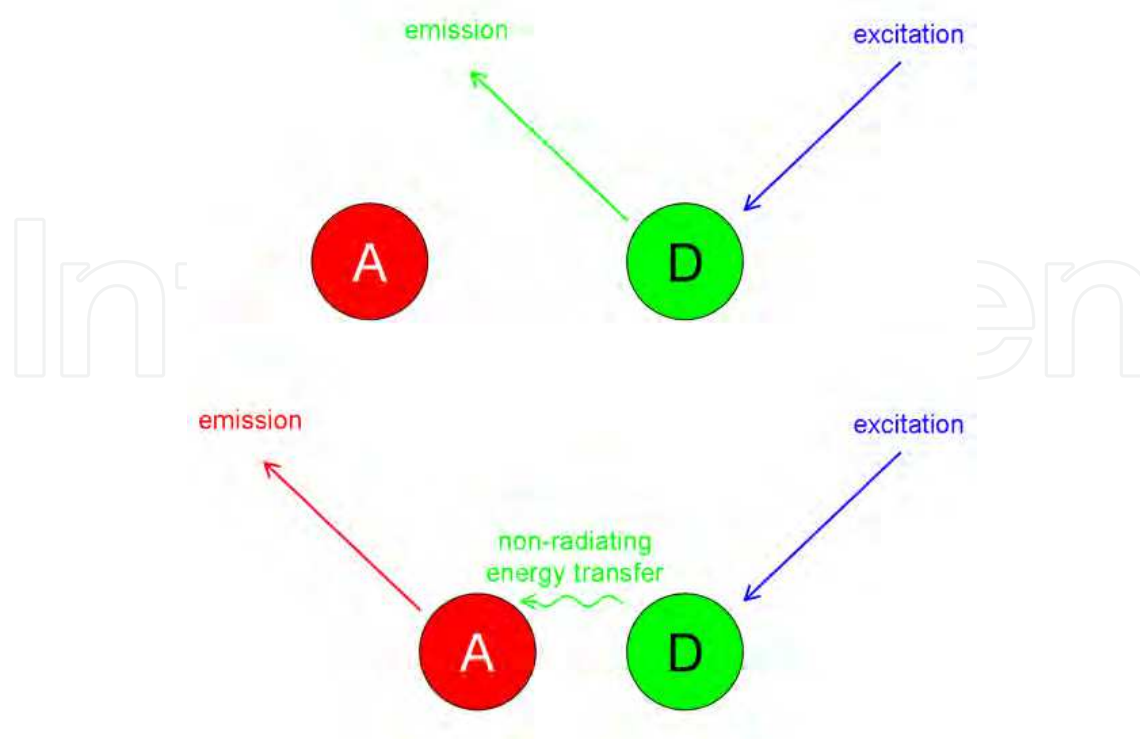 emission
excitation
A
D
emission
excitation
non-radiating
energy transfer
A
D